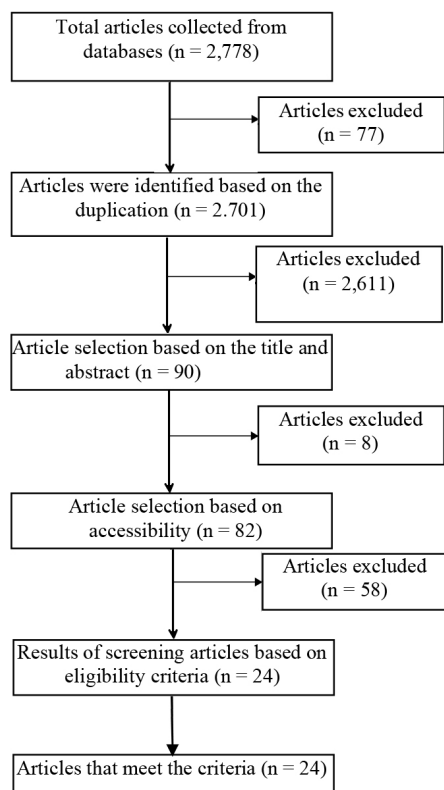 Total articles collected from
databases (n = 2,778)
Articles excluded
(n = 77)
Articles were identified based on the
duplication (n = 2.701)
Articles excluded
(n = 2,611)
Article selection based on the title and
abstract (n = 90)
Articles excluded
(n = 8)
Article selection based on
accessibility (n = 82)
Articles excluded
(n = 58)
Results of screening articles based on
eligibility criteria (n = 24)
Articles that meet the criteria (n = 24)